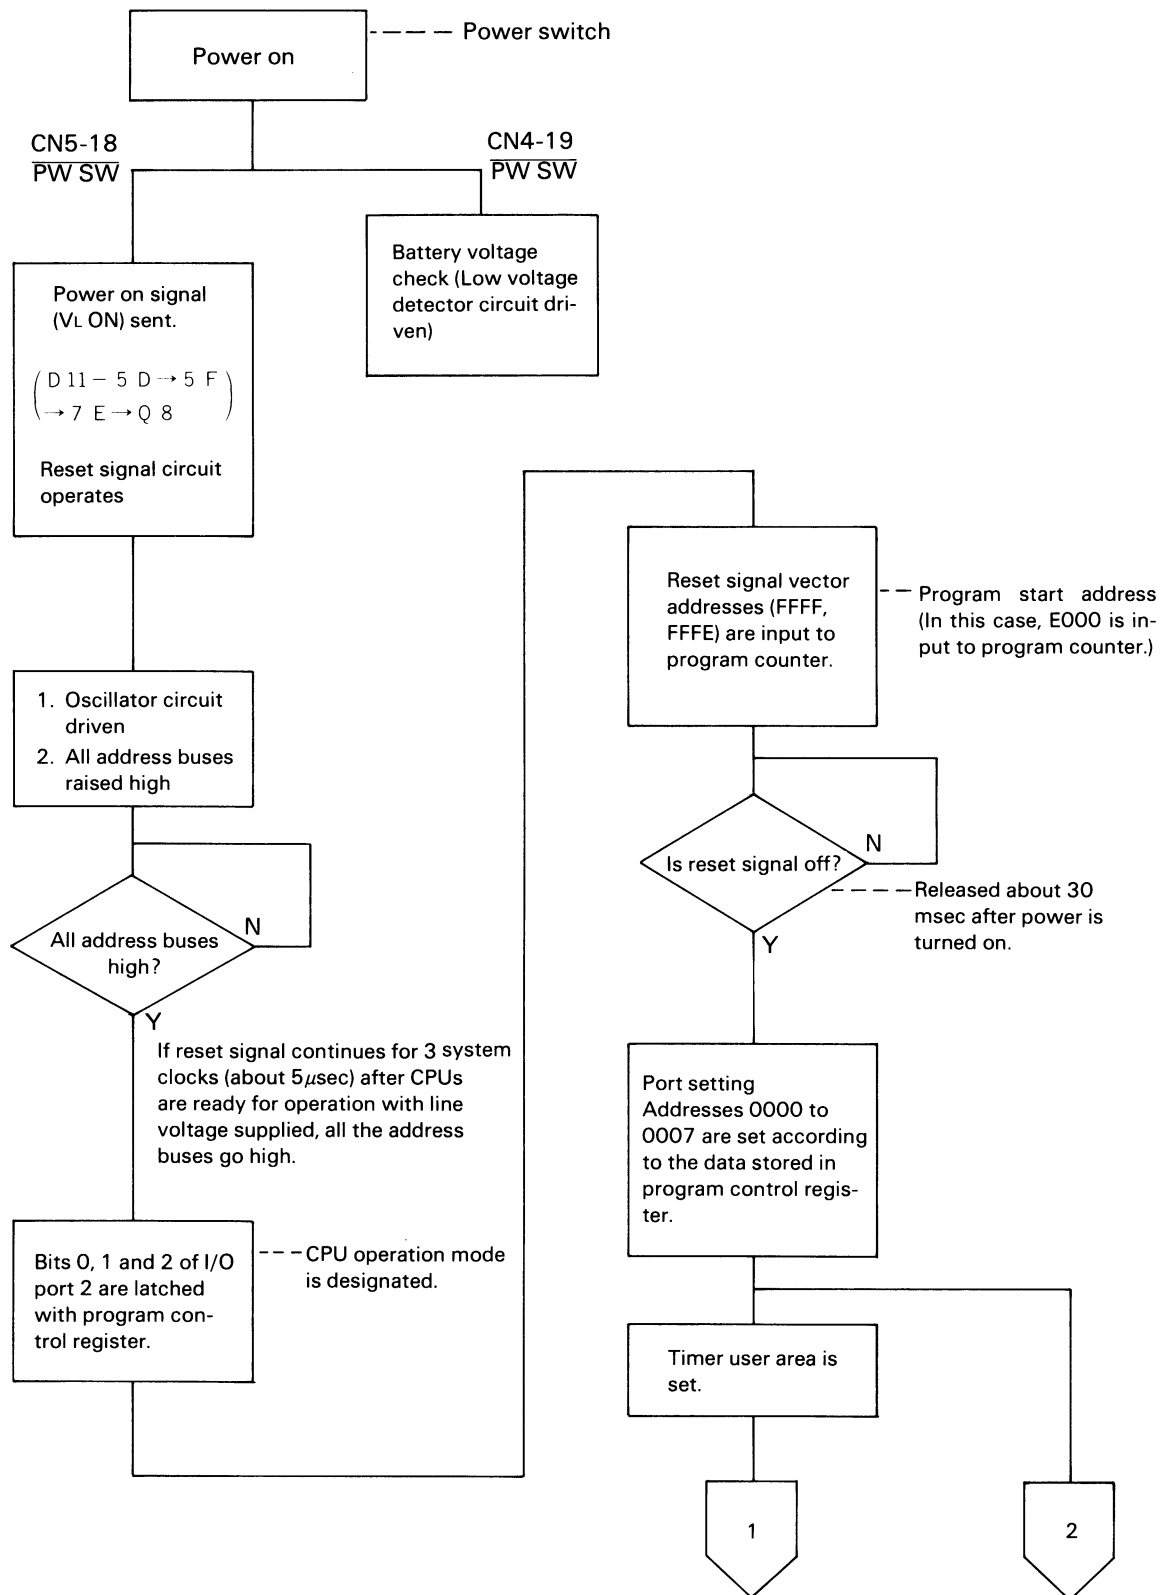 Power on
Power switch
CN5-18
PW SW
CN4-19
PW SW
Battery voltage
check (Low voltage
detector circuit dri-
ven)
Power on signal
(VL ON) sent.
( D 11 − 5 D → 5 F
→ 7 E → Q 8 )
Reset signal circuit
operates
1. Oscillator circuit
driven
2. All address buses
raised high
All address buses
high?
N
Y
If reset signal continues for 3 system
clocks (about 5μsec) after CPUs
are ready for operation with line
voltage supplied, all the address
buses go high.
Bits 0, 1 and 2 of I/O
port 2 are latched
with program con-
trol register.
CPU operation mode
is designated.
Reset signal vector
addresses (FFFF,
FFFE) are input to
program counter.
Program start address
(In this case, E000 is in-
put to program counter.)
Is reset signal off?
N
Y
Released about 30
msec after power is
turned on.
Port setting
Addresses 0000 to
0007 are set according
to the data stored in
program control regis-
ter.
Timer user area is
set.
1
2